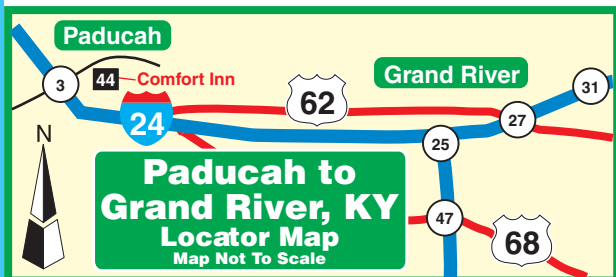 Paducah
3
44
Comfort Inn
24
62
Grand River
31
27
25
N
Paducah to
Grand River, KY
Locator Map
Map Not To Scale
47
68